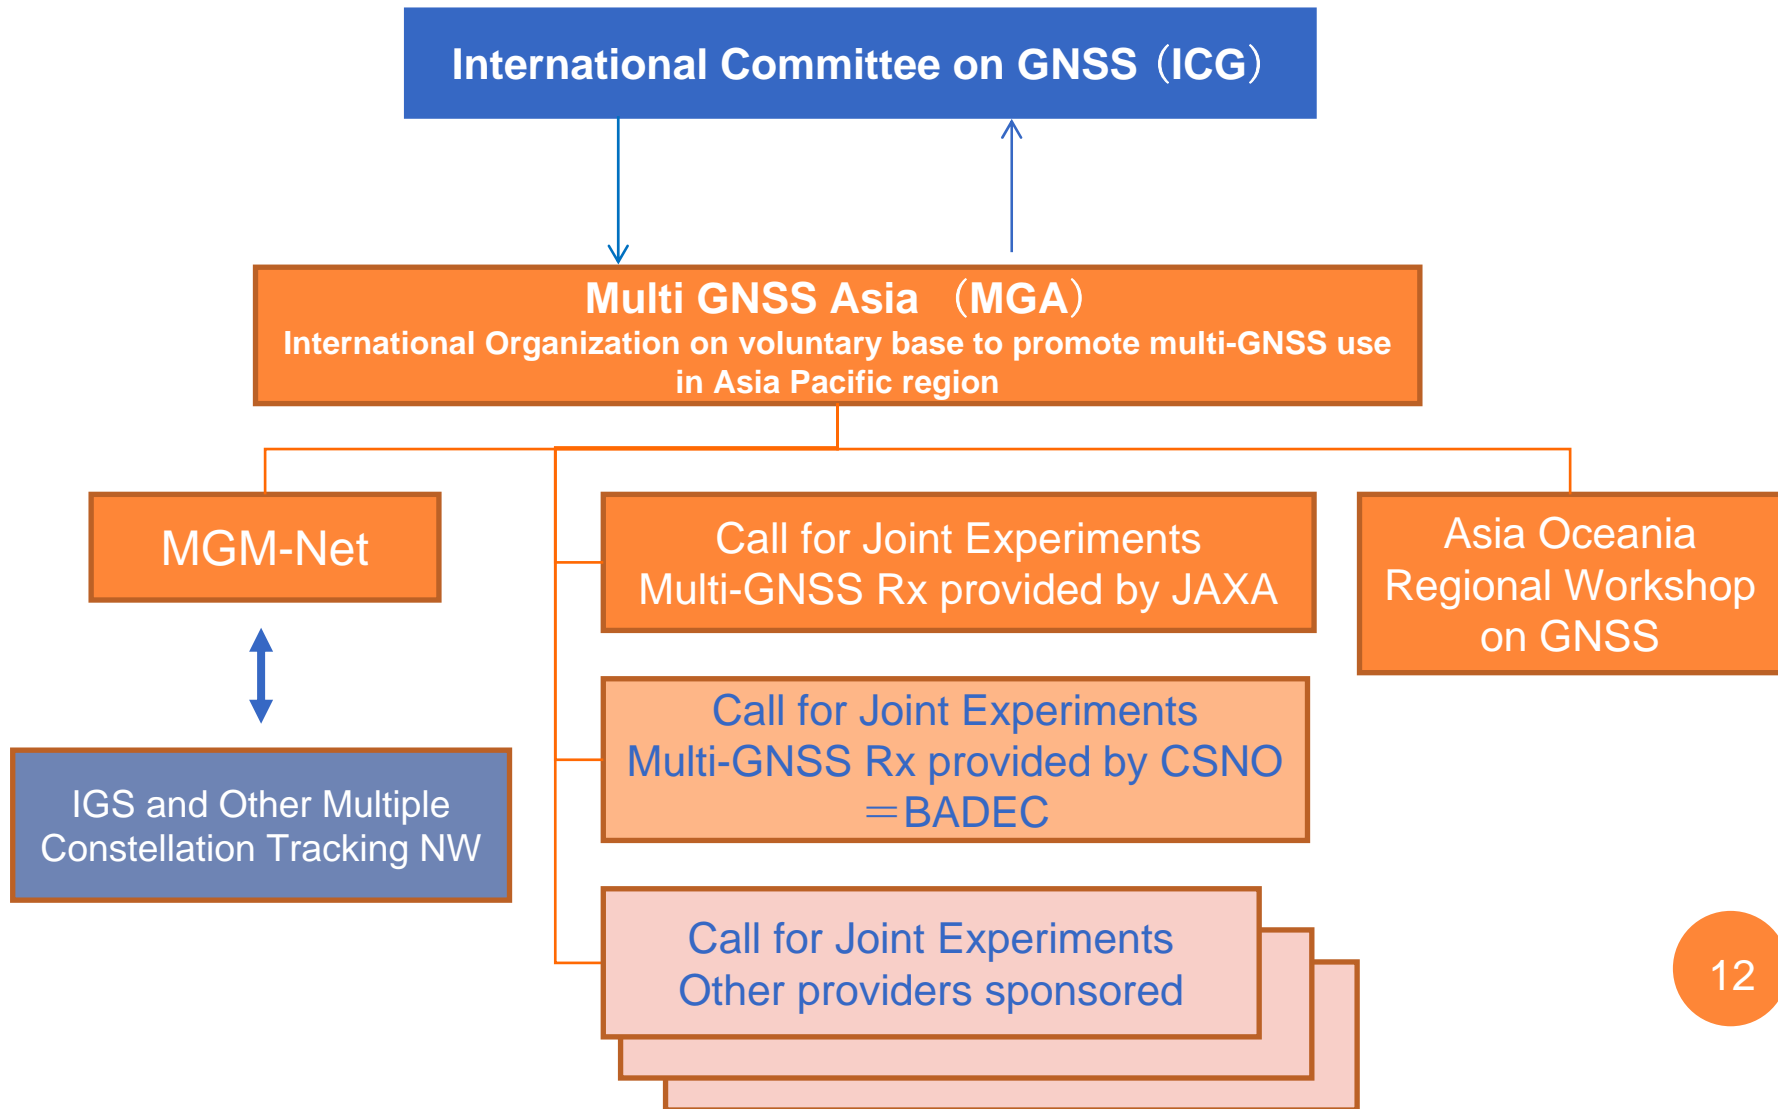 International Committee on GNSS（ICG）
Multi GNSS Asia （MGA）
International Organization on voluntary base to promote multi-GNSS use
in Asia Pacific region
MGM-Net
Call for Joint Experiments
Multi-GNSS Rx provided by JAXA
Asia Oceania
Regional Workshop
on GNSS
Call for Joint Experiments
Multi-GNSS Rx provided by CSNO
＝BADEC
IGS and Other Multiple
Constellation Tracking NW
Call for Joint Experiments
Other providers sponsored
12